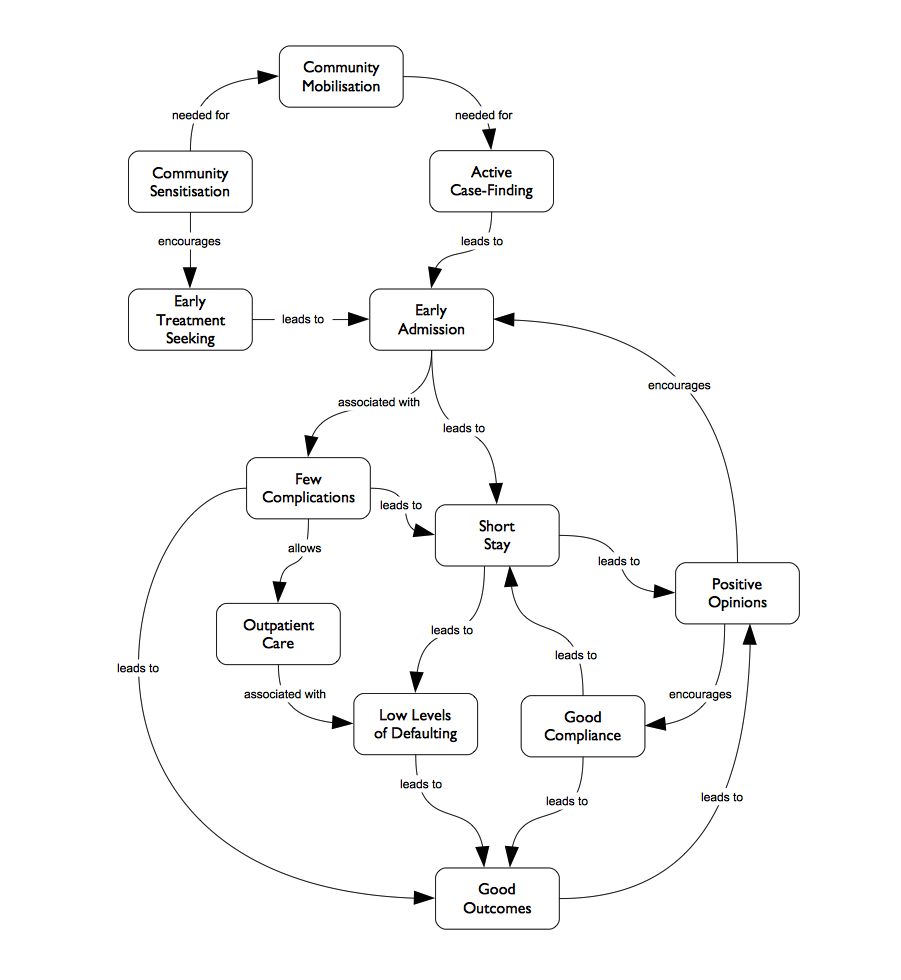 Community
Mobilisation
needed for
needed for
Community
Sensitisation
Active
Case-Finding
encourages
leads to
Early
Treatment
Seeking
leads to
Early
Admission
encourages
associated with
leads to
Few
Complications
leads to
Short
Stay
allows
leads to
Positive
Opinions
Outpatient
Care
leads to
leads to
leads to
associated with
encourages
Low Levels
of Defaulting
Good
Compliance
leads to
leads to
leads to
Good
Outcomes